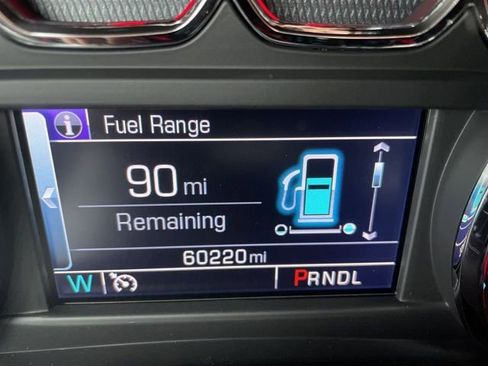 i Fuel Range
90 mi
Remaining
60220 mi
W PRNDL